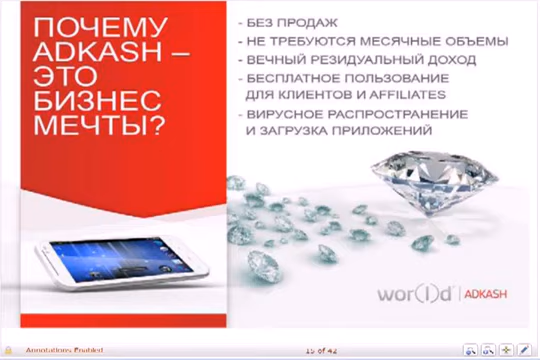 ПОЧЕМУ
ADKASH –
ЭТО
БИЗНЕС
МЕЧТЫ?
- БЕЗ ПРОДАЖ
- НЕ ТРЕБУЮТСЯ МЕСЯЧНЫЕ ОБЪЕМЫ
- ВЕЧНЫЙ РЕЗИДУАЛЬНЫЙ ДОХОД
- БЕСПЛАТНОЕ ПОЛЬЗОВАНИЕ
ДЛЯ КЛИЕНТОВ И AFFILIATES
- ВИРУСНОЕ РАСПРОСТРАНЕНИЕ
И ЗАГРУЗКА ПРИЛОЖЕНИЙ
wor(l)d ADKASH
Annotations Enabled
15 of 42